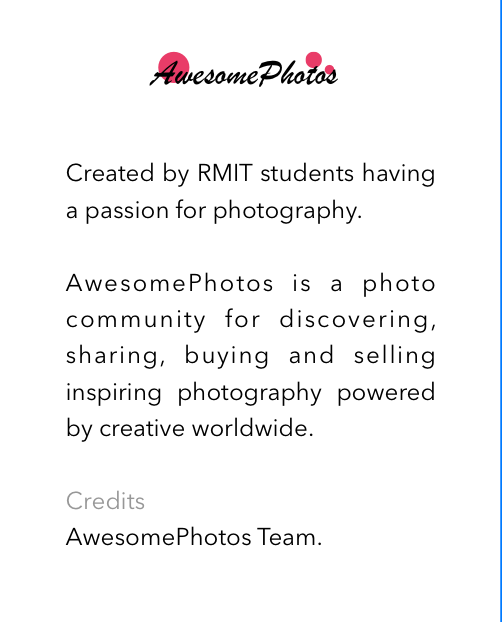 AwesomePhotos
Created by RMIT students having
a passion for photography.
AwesomePhotos is a photo
community for discovering,
sharing, buying and selling
inspiring photography powered
by creative worldwide.
Credits
AwesomePhotos Team.